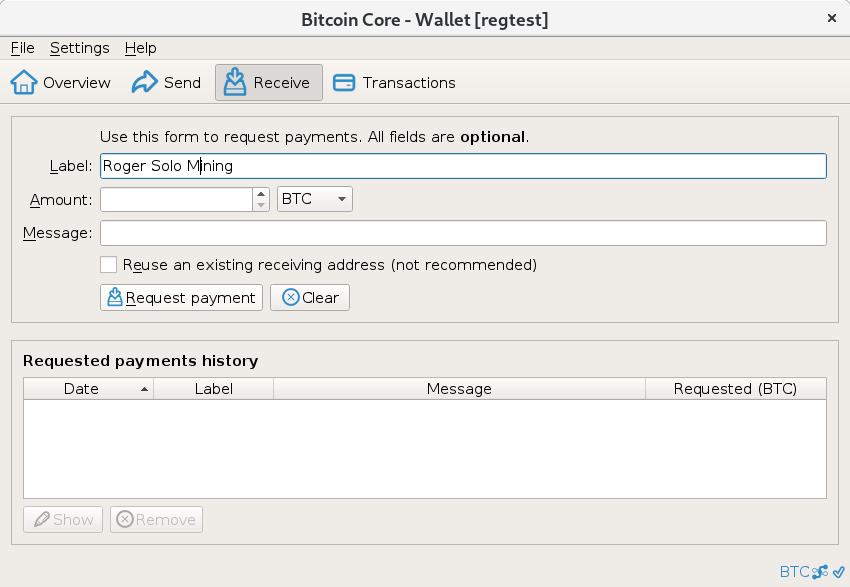 Bitcoin Core - Wallet [regtest]
File Settings Help
Overview Send Receive Transactions
Use this form to request payments. All fields are optional.
Label: Roger Solo Mining
Amount: BTC
Message:
Reuse an existing receiving address (not recommended)
Request payment Clear
Requested payments history
Date Label Message Requested (BTC)
Show Remove
BTC